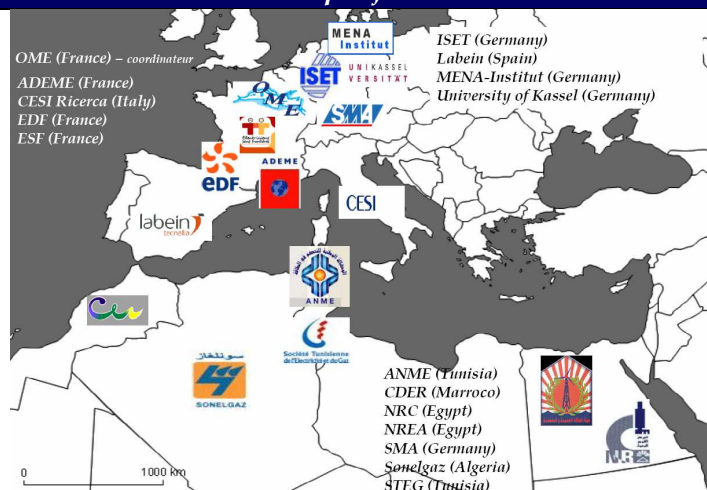 OME (France) – coordinateur
ADEME (France)
CESI Ricerca (Italy)
EDF (France)
ESF (France)
MENA
Institut
ISET
UNIKASSEL
VERSITÄT
ISET (Germany)
Labein (Spain)
MENA-Institut (Germany)
University of Kassel (Germany)
OME
SMA
ADEME
eDF
CESI
labein
tecnalia
ANME
Société Tunisienne
de l'Electricité et du Gaz
سونلغاز
SONELGAZ
NRC
ANME (Tunisia)
CDER (Marroco)
NRC (Egypt)
NREA (Egypt)
SMA (Germany)
Sonelgaz (Algeria)
STEG (Tunisia)
0 1000 km